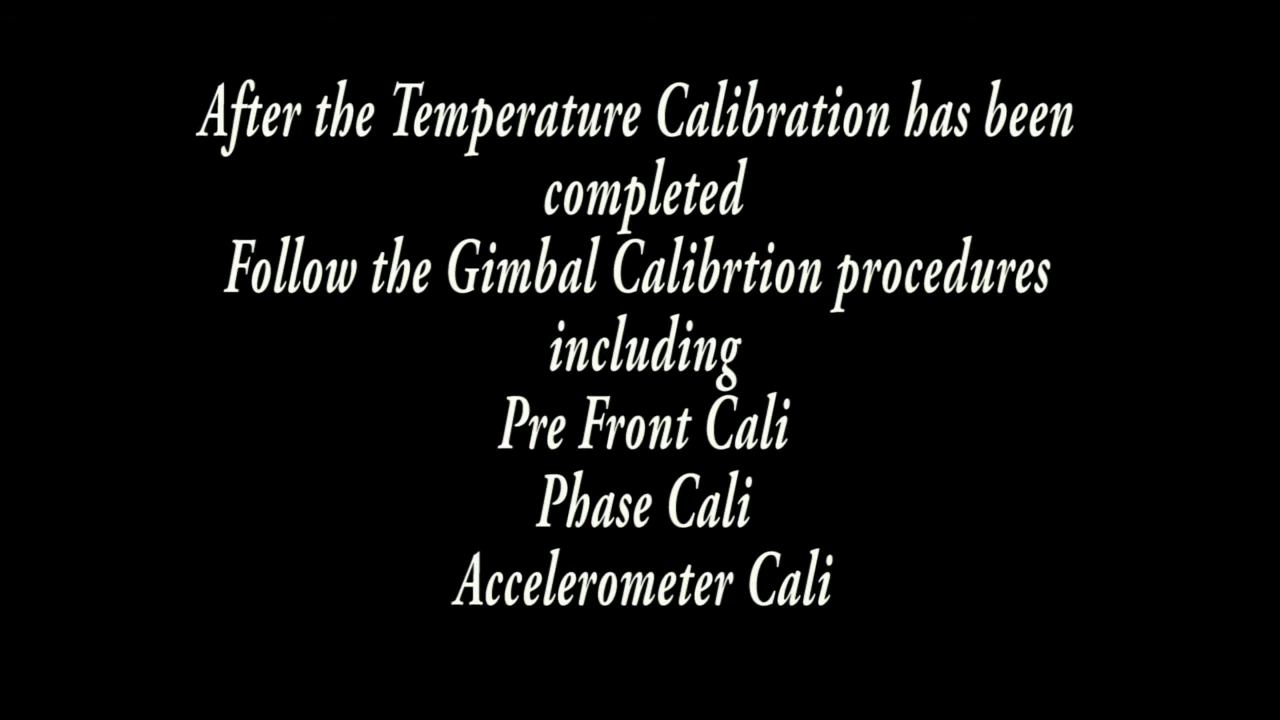 After the Temperature Calibration has been
completed
Follow the Gimbal Calibrtion procedures
including
Pre Front Cali
Phase Cali
Accelerometer Cali